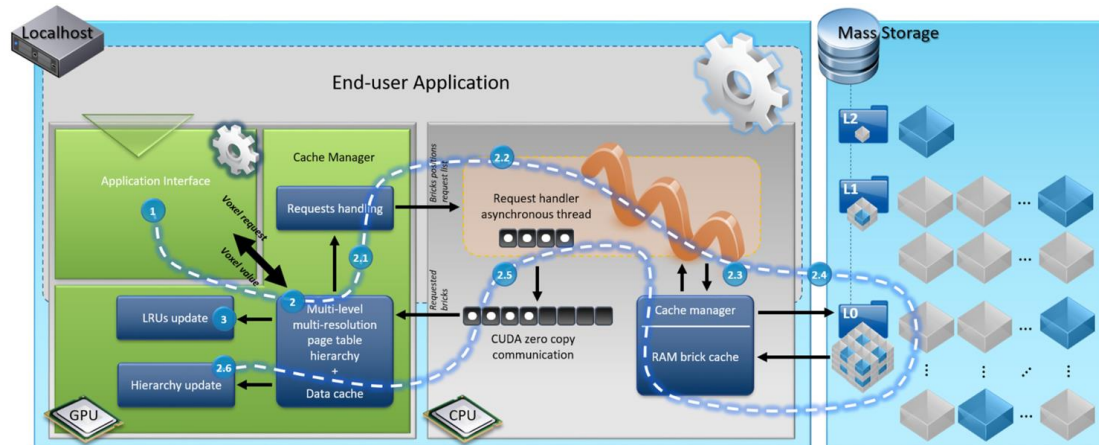 Localhost
Mass Storage
End-user Application
L2
Cache Manager
Application Interface
Bricks positions
request list
2.2
Request handler
asynchronous thread
Requests handling
L1
1
Voxel request
Voxel value
2.1
2.5
2.3
2.4
2
Requested
bricks
LRUs update
3
Multi-level
multi-resolution
page table
hierarchy
+
Data cache
CUDA zero copy
communication
Cache manager
RAM brick cache
L0
Hierarchy update
2.6
GPU
CPU
...
...
...
...